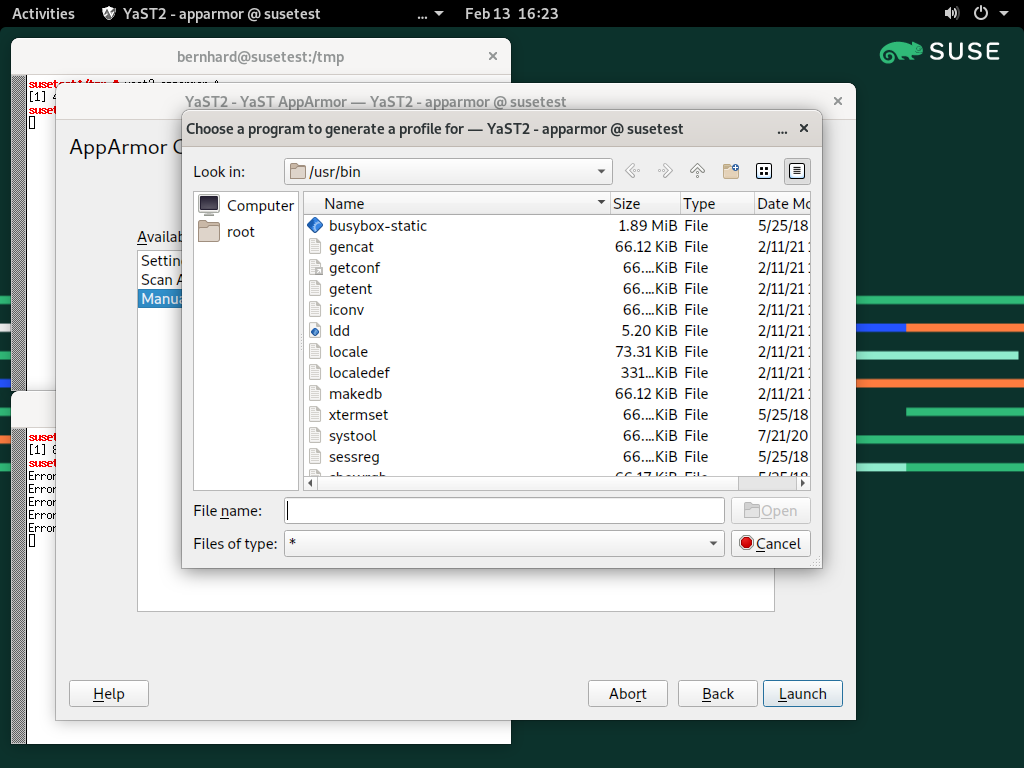 Activities YaST2 - apparmor @ susetest ... Feb 13 16:23
bernhard@susetest:/tmp
SUSE
[1] 4
suset
YaST2 - YaST AppArmor — YaST2 - apparmor @ susetest
AppArmor C
Choose a program to generate a profile for — YaST2 - apparmor @ susetest ...
Look in: /usr/bin
Computer
root
Name Size Type Date Mo
busybox-static 1.89 MiB File 5/25/18
gencat 66.12 KiB File 2/11/21
getconf 66....KiB File 2/11/21
getent 66....KiB File 2/11/21
iconv 66....KiB File 2/11/21
ldd 5.20 KiB File 2/11/21
locale 73.31 KiB File 2/11/21
localedef 331...KiB File 2/11/21
makedb 66.12 KiB File 2/11/21
xtermset 66....KiB File 5/25/18
systool 66....KiB File 7/21/20
sessreg 66....KiB File 5/25/18
Availab
Settin
Scan A
Manua
File name:
Open
Files of type: *
Cancel
suset
[1] 8
suset
Error
Error
Error
Error
Error
Help
Abort
Back
Launch